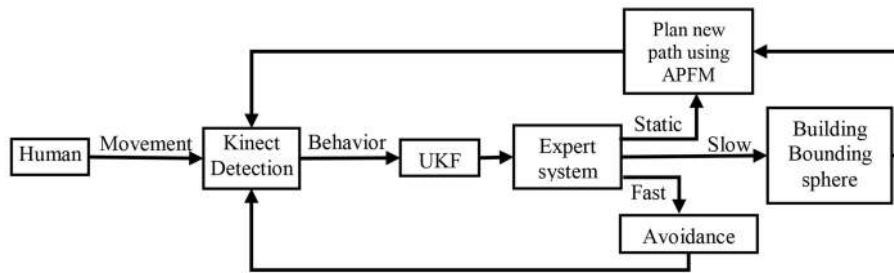 Plan new
path using
APFM
Human
Movement
Kinect
Detection
Behavior
UKF
Expert
system
Static
Slow
Fast
Building
Bounding
sphere
Avoidance